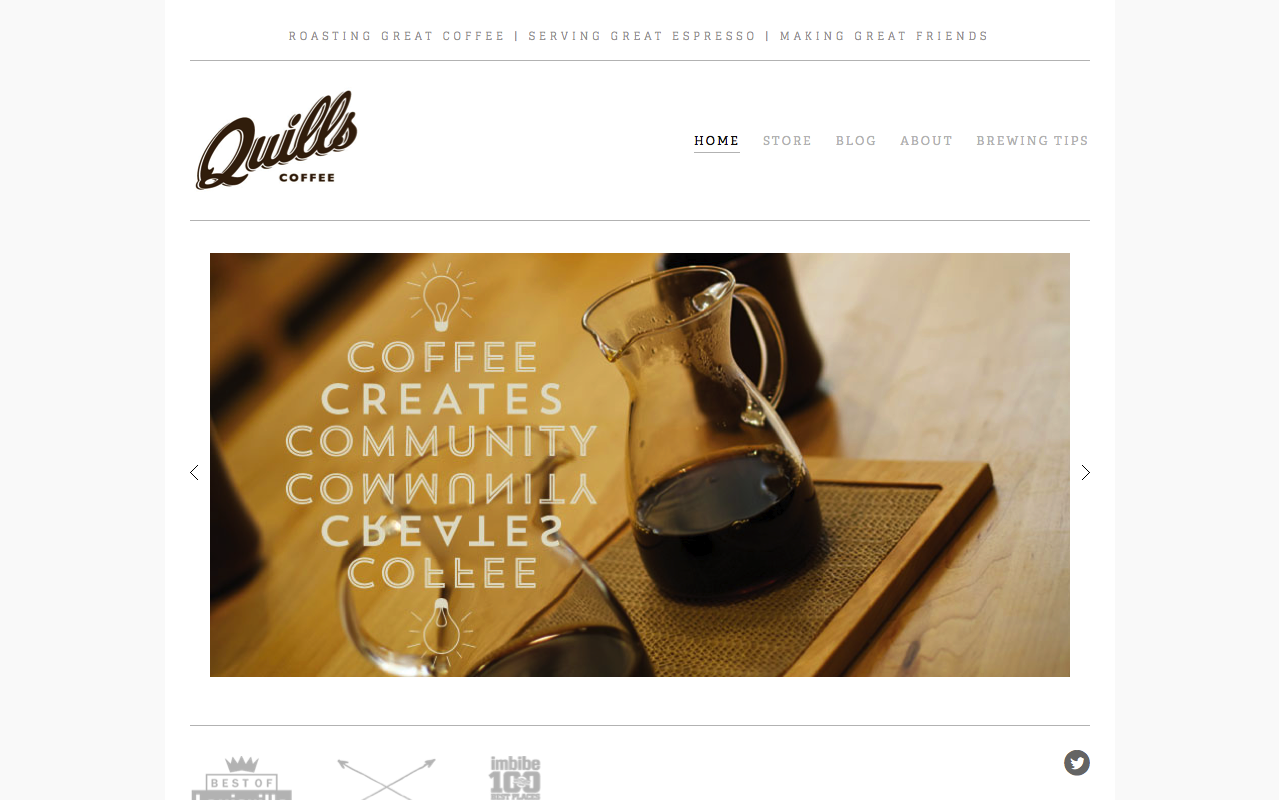 ROASTING GREAT COFFEE | SERVING GREAT ESPRESSO | MAKING GREAT FRIENDS
Quills
COFFEE
HOME STORE BLOG ABOUT BREWING TIPS
COFFEE
CREATES
COMMUNITY
COMMUNITY
CREATES
COFFEE
BEST OF
Louisville
imbibe
100
BEST PLACES